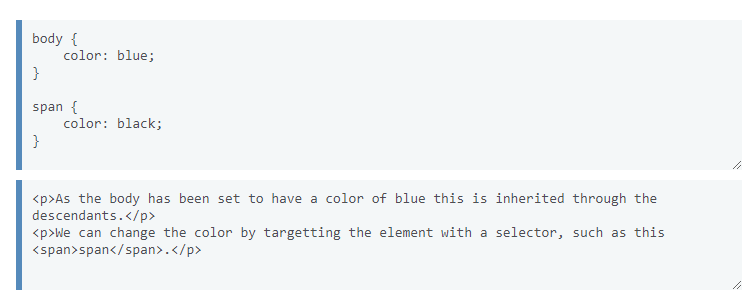 body {
    color: blue;
}

span {
    color: black;
}

<p>As the body has been set to have a color of blue this is inherited through the
descendants.</p>
<p>We can change the color by targetting the element with a selector, such as this
<span>span</span>.</p>